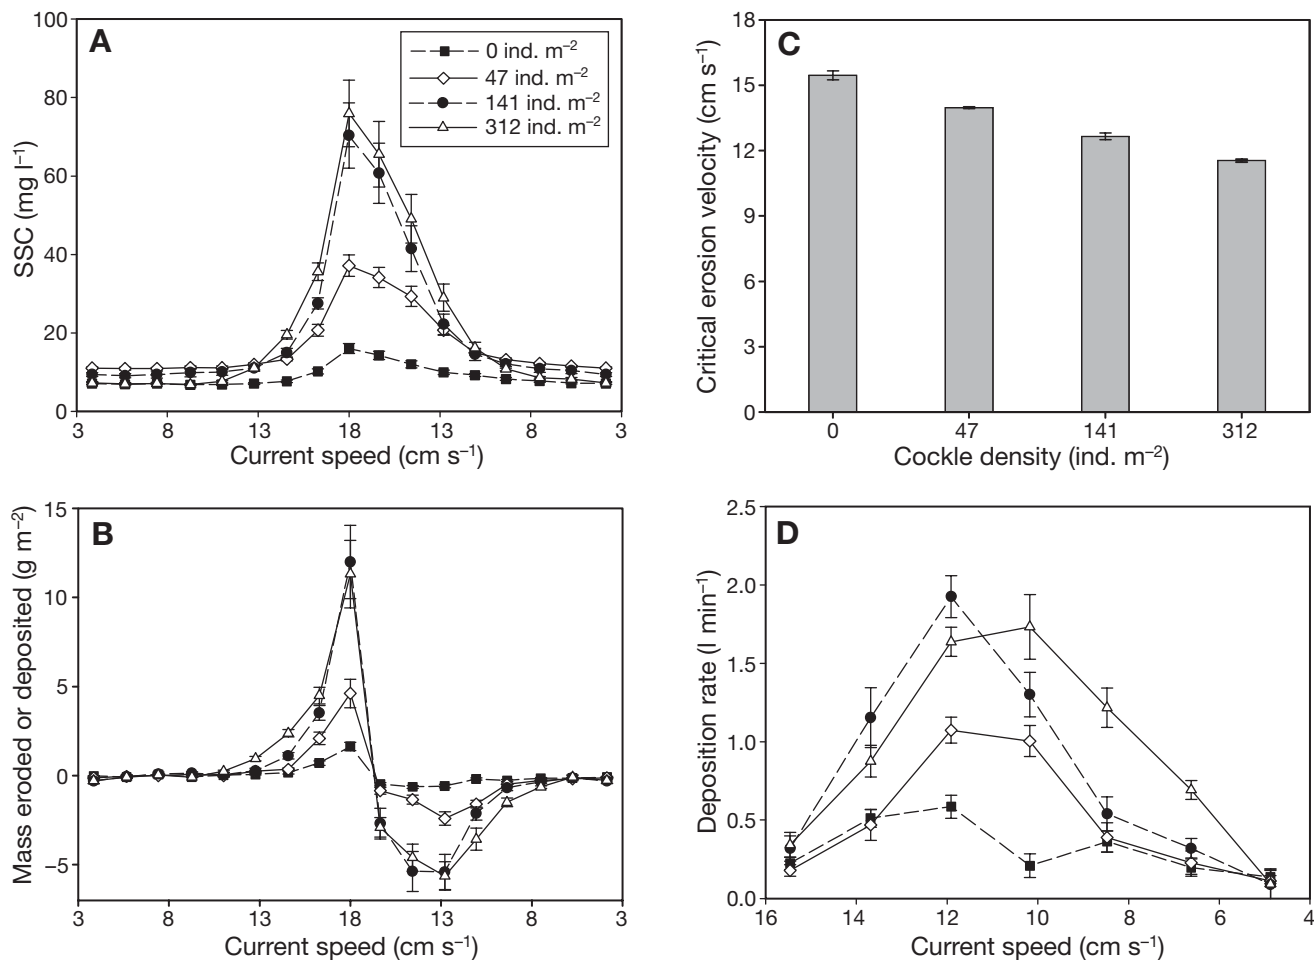 A
100
80
60
40
20
0
SSC (mg l⁻¹)
0 ind. m⁻²
47 ind. m⁻²
141 ind. m⁻²
312 ind. m⁻²
3 8 13 18 13 8 3
Current speed (cm s⁻¹)
C
18
15
12
9
6
3
0
Critical erosion velocity (cm s⁻¹)
0 47 141 312
Cockle density (ind. m⁻²)
B
15
10
5
0
−5
Mass eroded or deposited (g m⁻²)
3 8 13 18 13 8 3
Current speed (cm s⁻¹)
D
2.5
2.0
1.5
1.0
0.5
0.0
Deposition rate (l min⁻¹)
16 14 12 10 8 6 4
Current speed (cm s⁻¹)